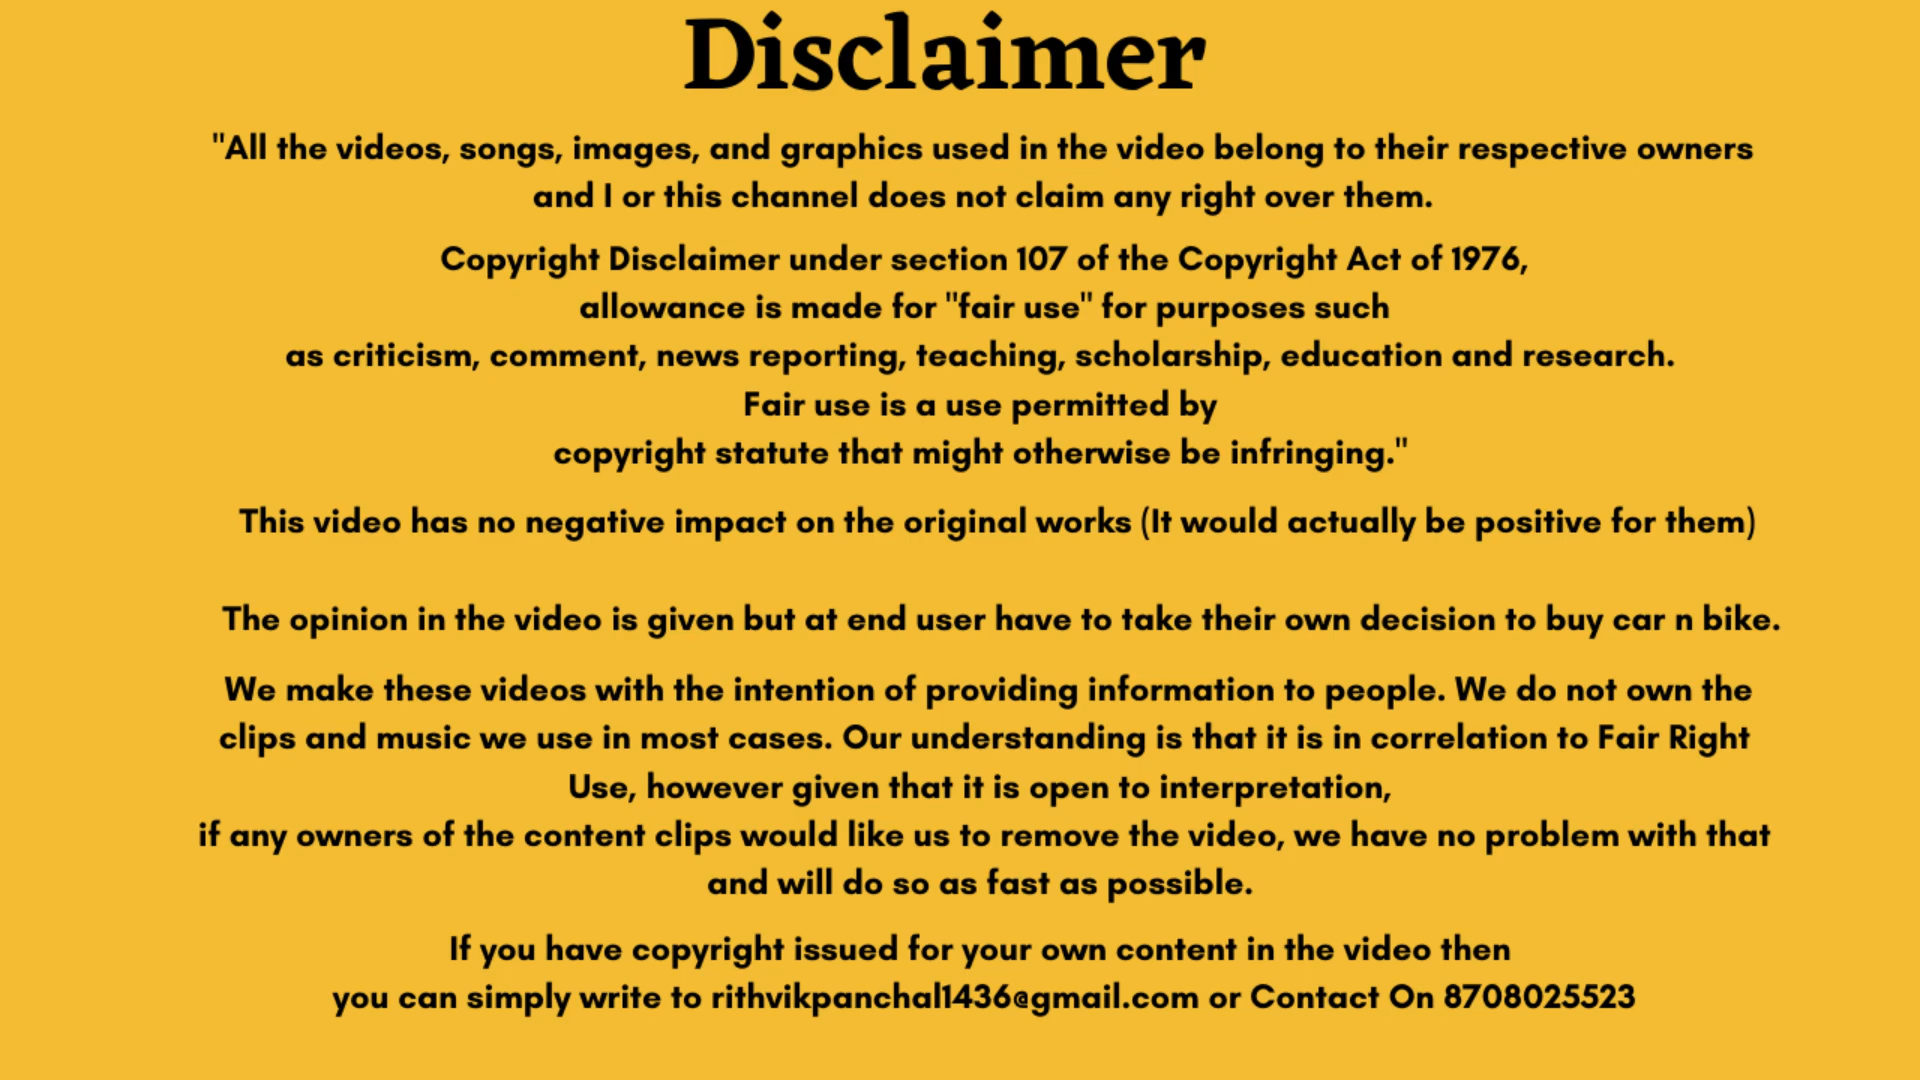 Disclaimer
"All the videos, songs, images, and graphics used in the video belong to their respective owners
and I or this channel does not claim any right over them.
Copyright Disclaimer under section 107 of the Copyright Act of 1976,
allowance is made for "fair use" for purposes such
as criticism, comment, news reporting, teaching, scholarship, education and research.
Fair use is a use permitted by
copyright statute that might otherwise be infringing."
This video has no negative impact on the original works (It would actually be positive for them)
The opinion in the video is given but at end user have to take their own decision to buy car n bike.
We make these videos with the intention of providing information to people. We do not own the
clips and music we use in most cases. Our understanding is that it is in correlation to Fair Right
Use, however given that it is open to interpretation,
if any owners of the content clips would like us to remove the video, we have no problem with that
and will do so as fast as possible.
If you have copyright issued for your own content in the video then
you can simply write to rithvikpanchal1436@gmail.com or Contact On 8708025523